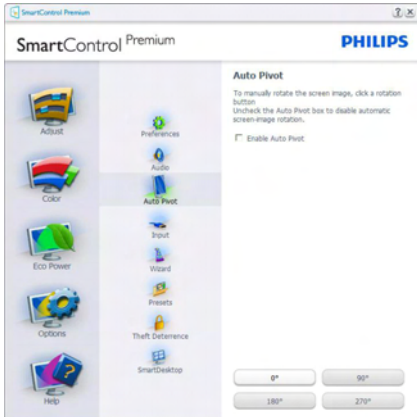 SmartControl Premium
SmartControl Premium
PHILIPS
Adjust
Color
Eco Power
Options
Help
Preferences
Audio
Auto Pivot
Input
Wizard
Presets
Theft Deterrence
SmartDesktop
Auto Pivot
To manually rotate the screen image, click a rotation
button
Uncheck the Auto Pivot box to disable automatic
screen-image rotation.
Enable Auto Pivot
0°
90°
180°
270°